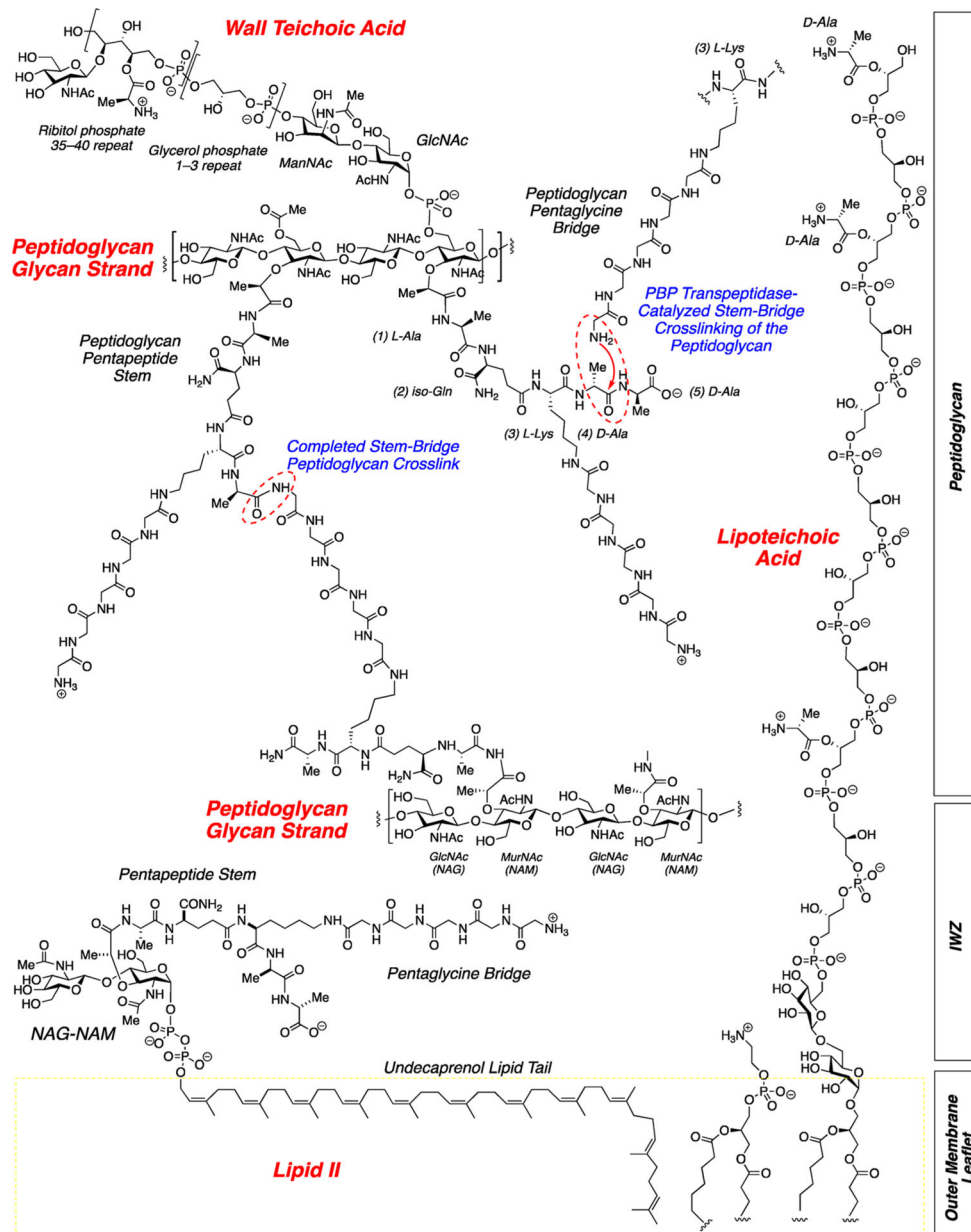 Wall Teichoic Acid
Ribitol phosphate
35–40 repeat
Glycerol phosphate
1–3 repeat
ManNAc
GlcNAc
(3) L-Lys
D-Ala
D-Ala
Peptidoglycan
Pentaglycine
Bridge
Peptidoglycan
Glycan Strand
Peptidoglycan
Pentapeptide
Stem
(1) L-Ala
(2) iso-Gln
(3) L-Lys
(4) D-Ala
(5) D-Ala
PBP Transpeptidase-
Catalyzed Stem-Bridge
Crosslinking of the
Peptidoglycan
Completed Stem-Bridge
Peptidoglycan Crosslink
Lipoteichoic
Acid
Peptidoglycan
Peptidoglycan
Glycan Strand
GlcNAc
(NAG)
MurNAc
(NAM)
GlcNAc
(NAG)
MurNAc
(NAM)
IWZ
Pentapeptide Stem
Pentaglycine Bridge
NAG-NAM
Undecaprenol Lipid Tail
Lipid II
Outer Membrane
Leaflet